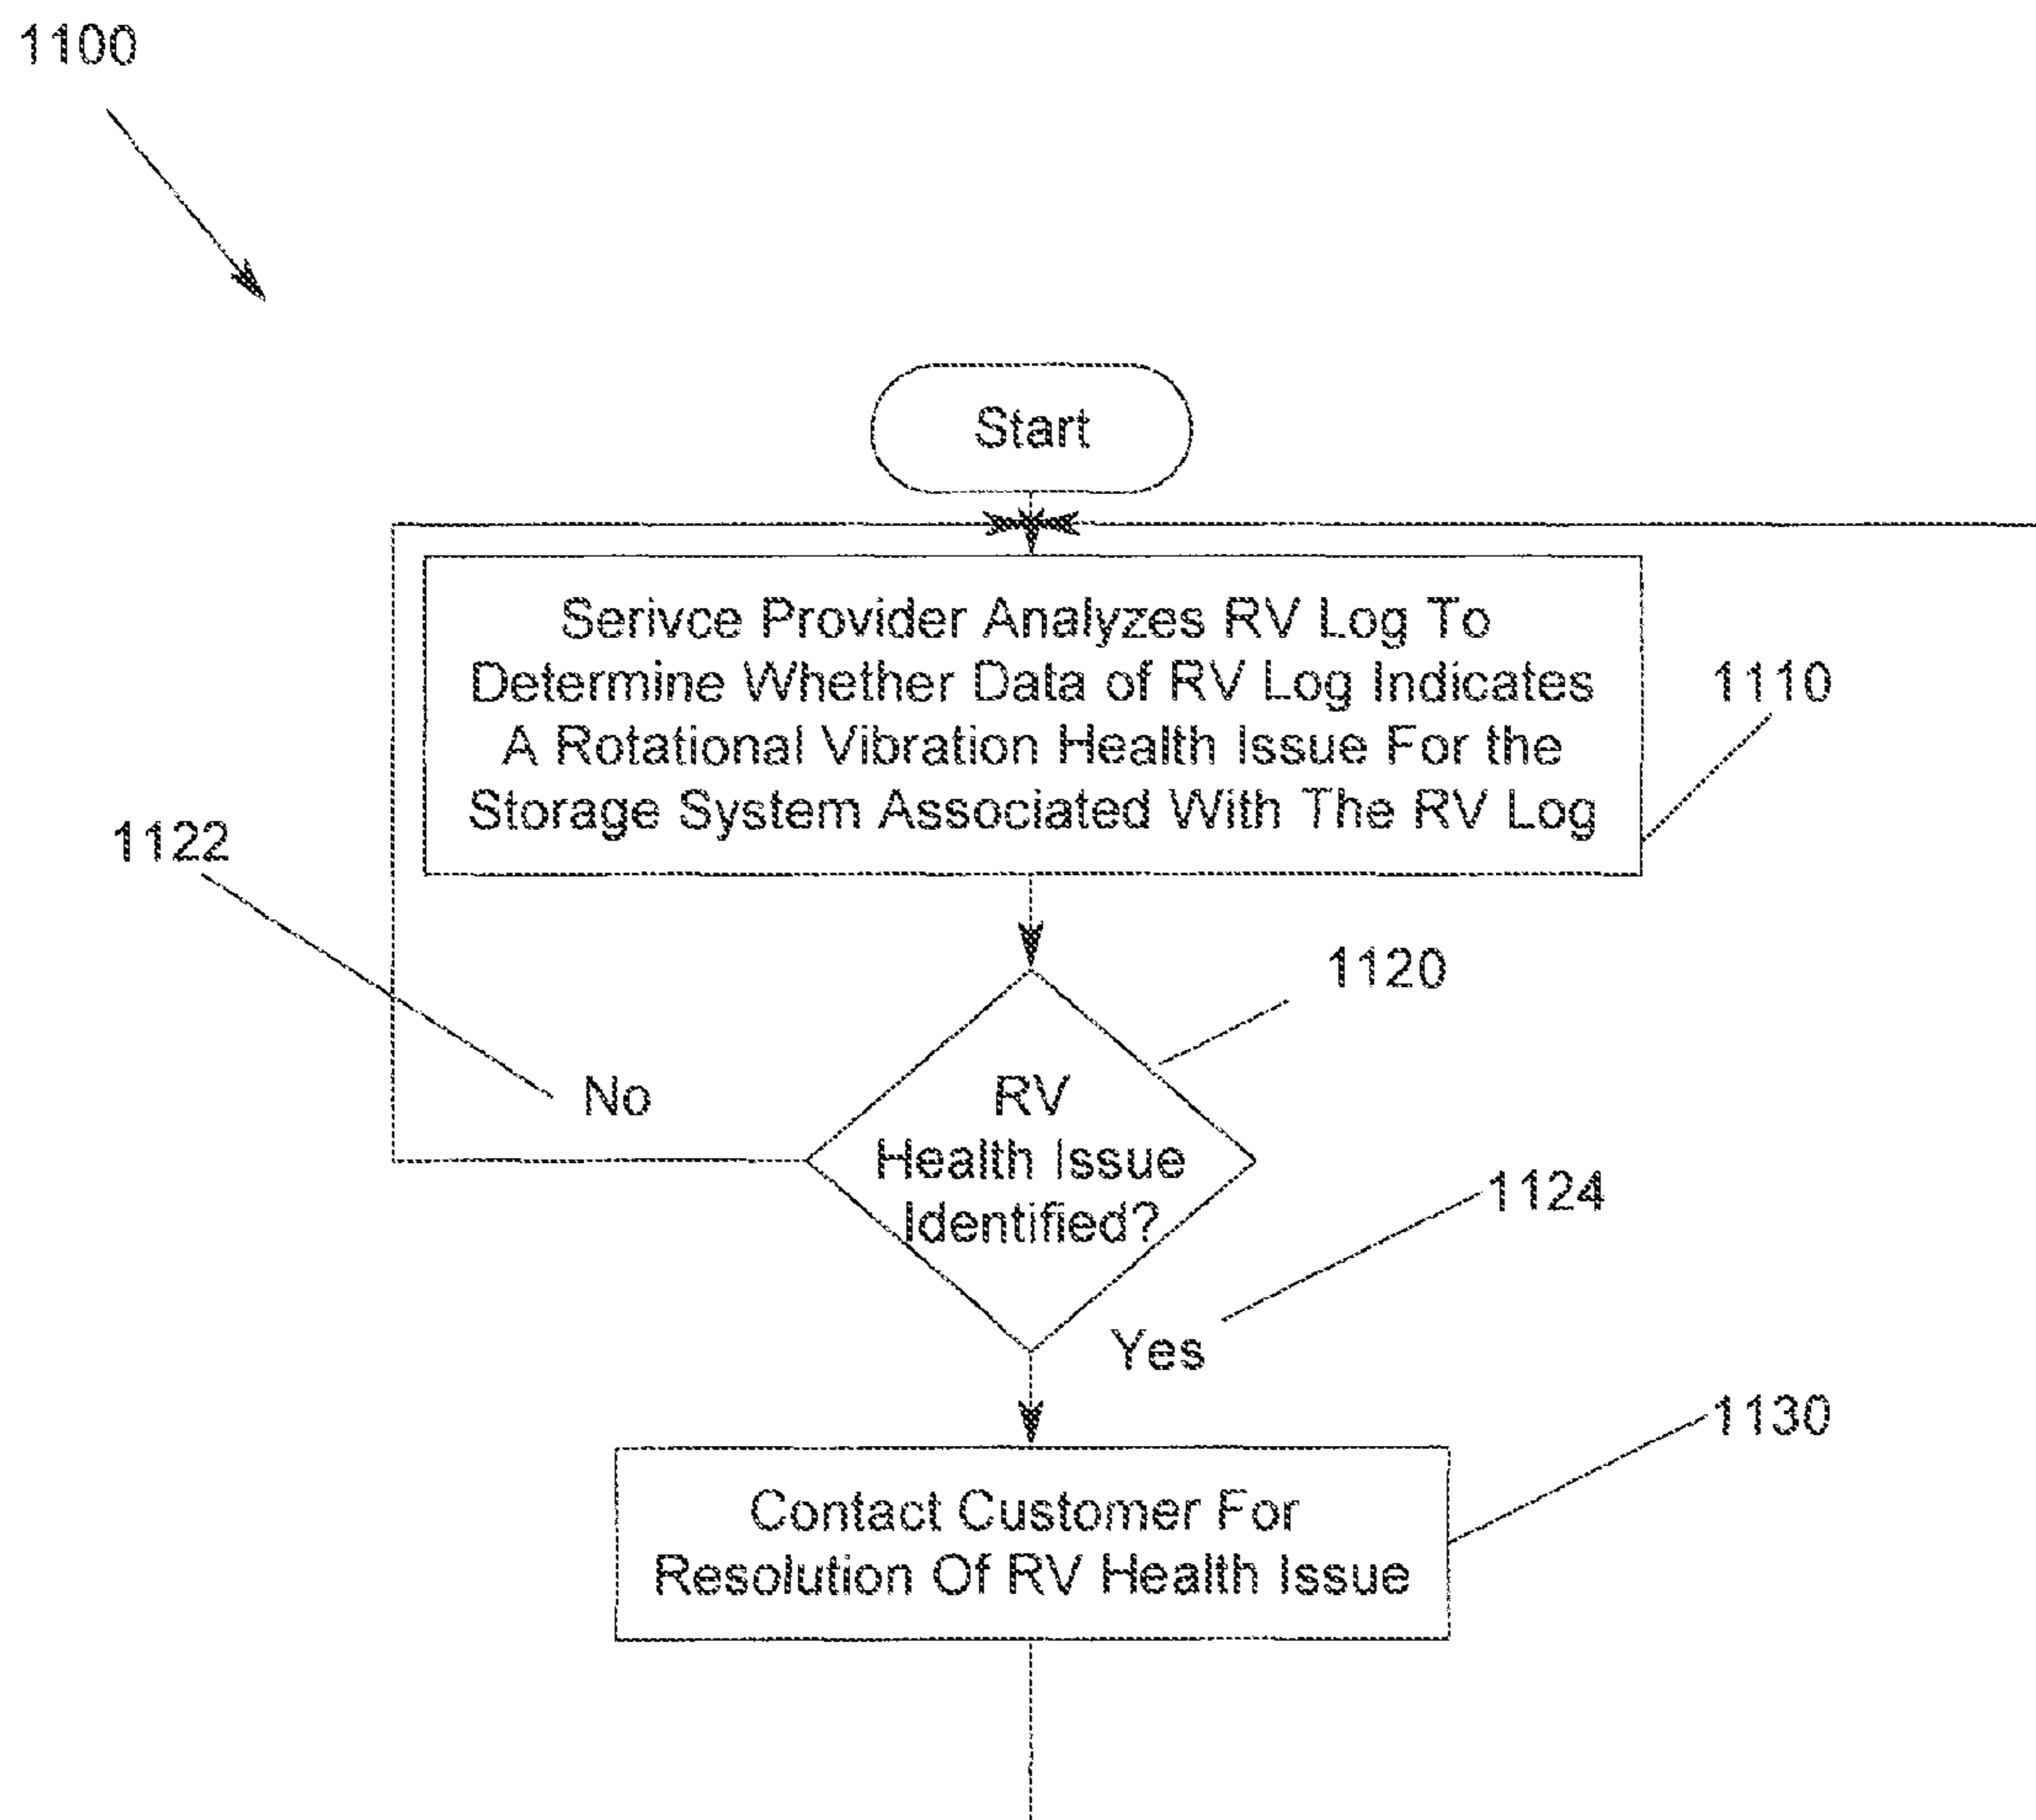 1100
Start
Serivce Provider Analyzes RV Log To
Determine Whether Data of RV Log Indicates
A Rotational Vibration Health Issue For the
Storage System Associated With The RV Log
1110
1122
1120
No
RV
Health Issue
Identified?
1124
Yes
1130
Contact Customer For
Resolution Of RV Health Issue